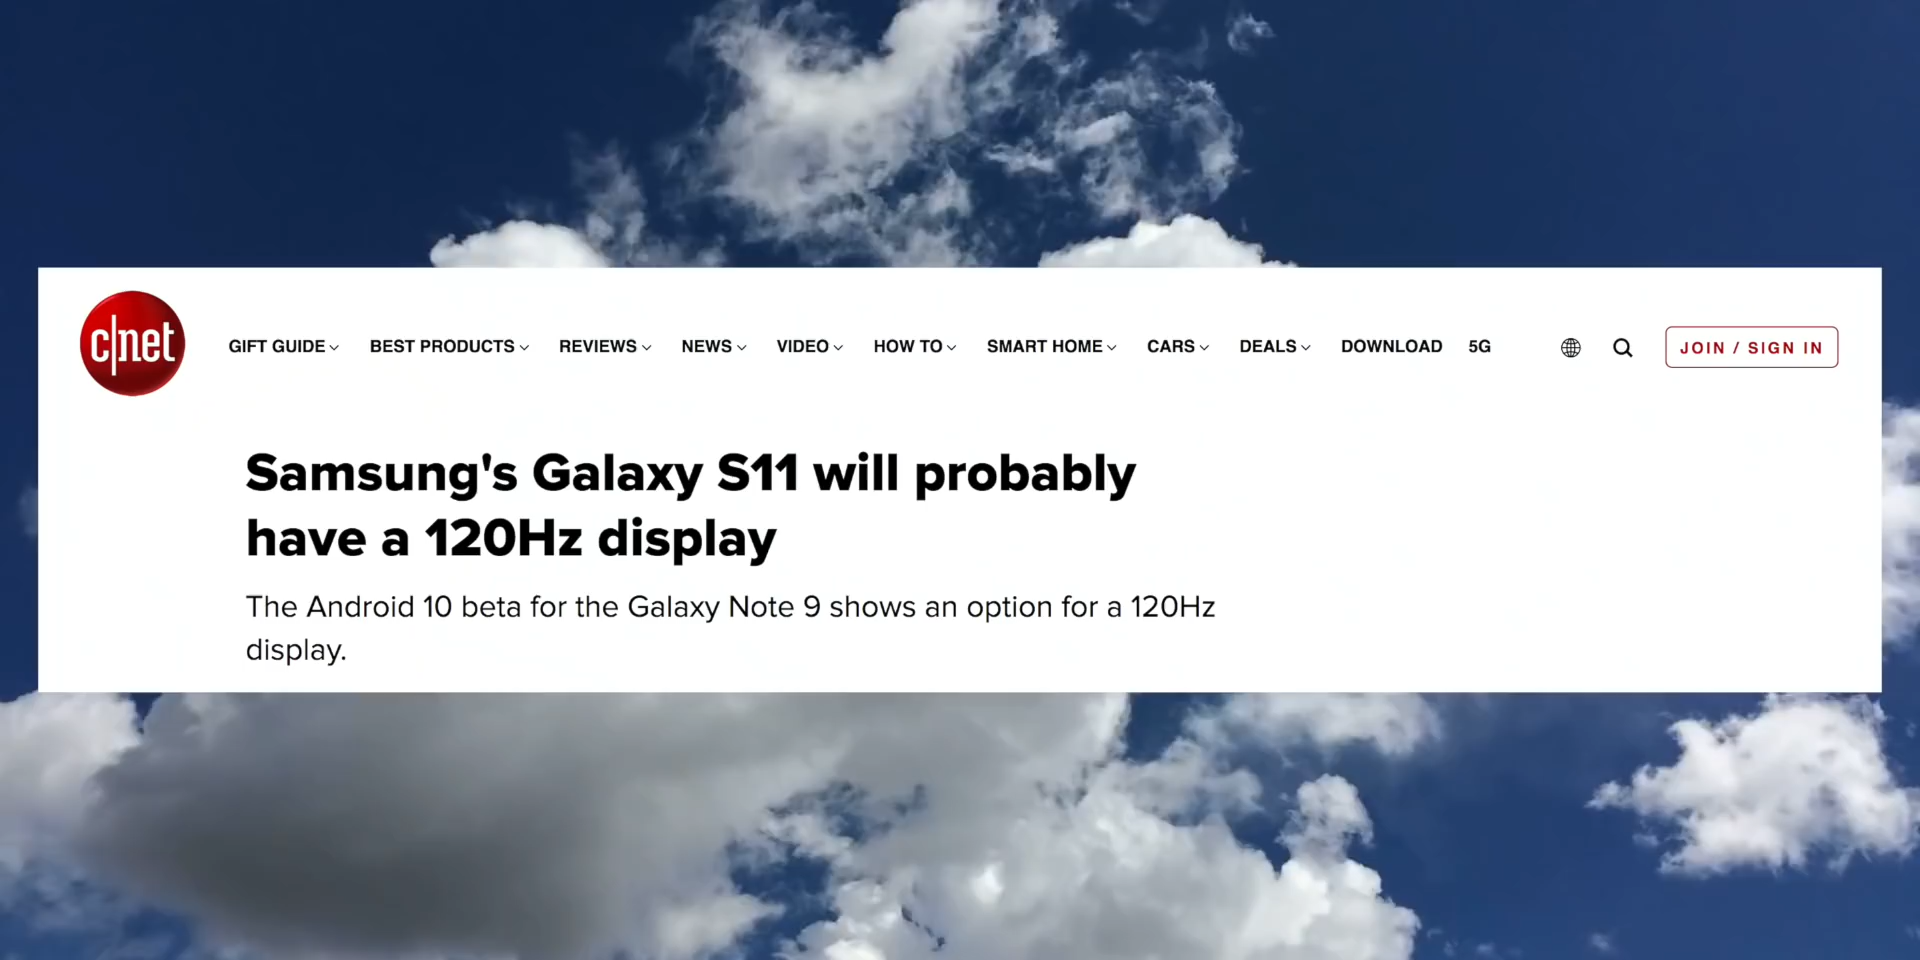 c|net
GIFT GUIDE BEST PRODUCTS REVIEWS NEWS VIDEO HOW TO SMART HOME CARS DEALS DOWNLOAD 5G JOIN / SIGN IN
Samsung's Galaxy S11 will probably
have a 120Hz display
The Android 10 beta for the Galaxy Note 9 shows an option for a 120Hz
display.